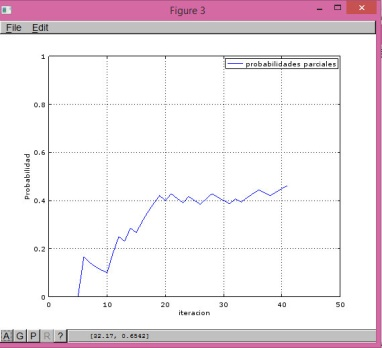 Figure 3
File Edit
probabilidades parciales
1
0.8
0.6
0.4
0.2
0
Probabilidad
0 10 20 30 40 50
iteracion
A G P R ? [32.17, 0.6542]